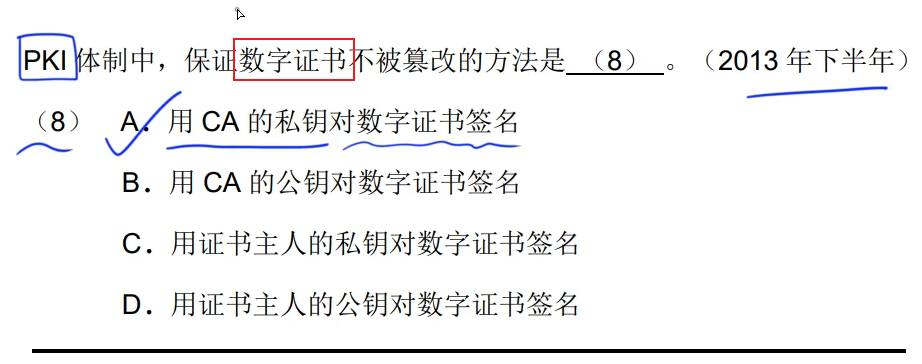 PKI 体制中，保证数字证书不被篡改的方法是 （8） 。（2013 年下半年）
（8） A．用 CA 的私钥对数字证书签名
B．用 CA 的公钥对数字证书签名
C．用证书主人的私钥对数字证书签名
D．用证书主人的公钥对数字证书签名